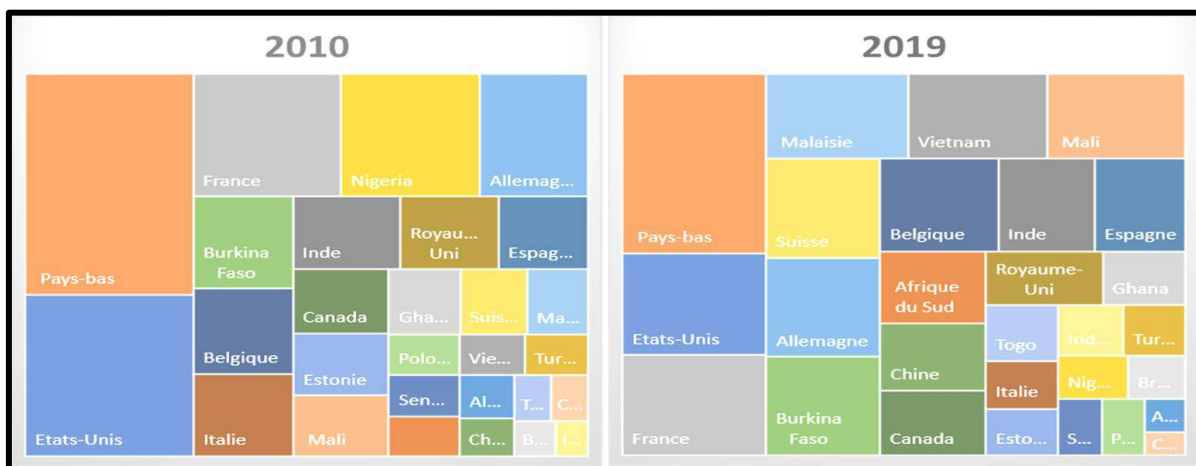 2010
France
Nigeria
Allemag...
Pays-bas
Burkina
Faso
Inde
Royau...
Uni
Espag...
Canada
Gha...
Suis...
Ma...
Belgique
Estonie
Polo...
Vie...
Tur...
Etats-Unis
Italie
Mali
Sen...
Al...
T...
C...
Ch...
B...
I...
2019
Pays-bas
Malaisie
Vietnam
Mali
Suisse
Belgique
Inde
Espagne
Etats-Unis
Allemagne
Afrique
du Sud
Royaume-
Uni
Ghana
Chine
Togo
Ind...
Tur...
France
Burkina
Faso
Canada
Italie
Nig...
Br...
Esto...
S...
P...
A...
C...